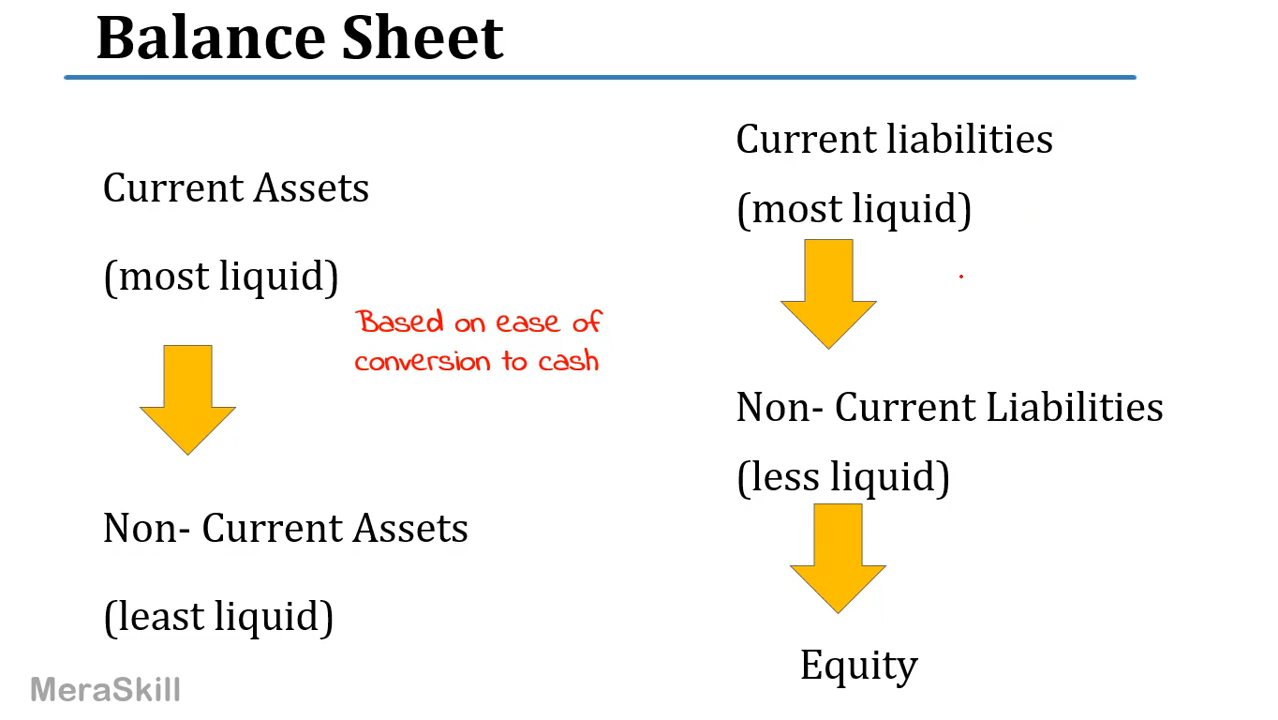 Balance Sheet
Current Assets
(most liquid)
Based on ease of
conversion to cash
Non- Current Assets
(least liquid)
Current liabilities
(most liquid)
Non- Current Liabilities
(less liquid)
Equity
MeraSkill